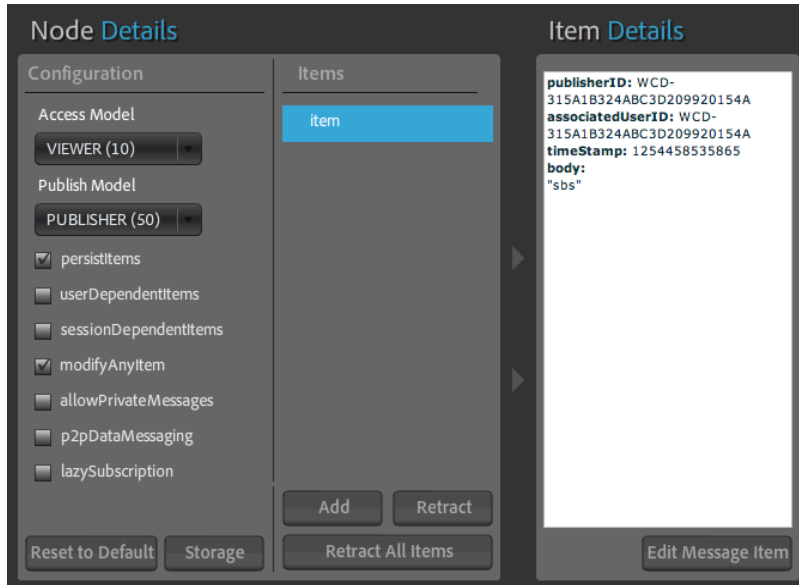 Node Details
Configuration
Access Model
VIEWER (10)
Publish Model
PUBLISHER (50)
persistItems
userDependentItems
sessionDependentItems
modifyAnyItem
allowPrivateMessages
p2pDataMessaging
lazySubscription
Reset to Default
Storage
Items
item
Add
Retract
Retract All Items
Item Details
publisherID: WCD-
315A1B324ABC3D209920154A
associatedUserID: WCD-
315A1B324ABC3D209920154A
timeStamp: 1254458535865
body:
"sbs"
Edit Message Item